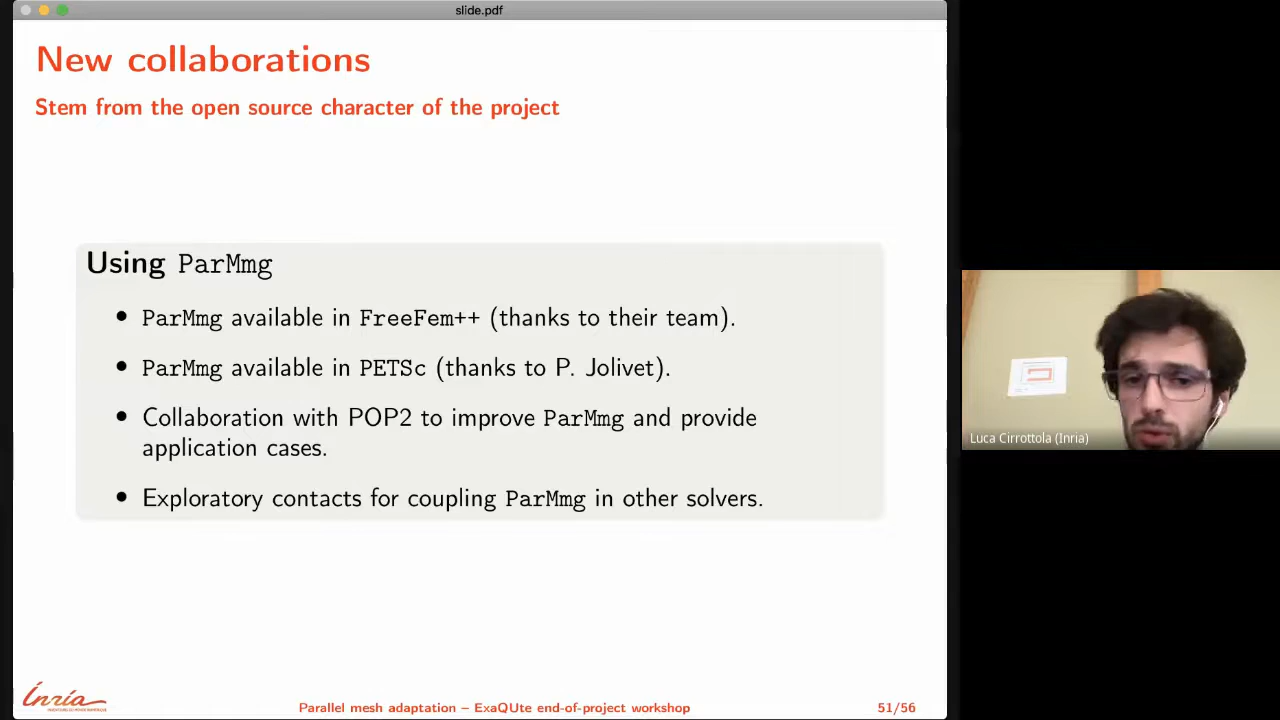 slide.pdf
New collaborations
Stem from the open source character of the project
Using ParMmg
• ParMmg available in FreeFem++ (thanks to their team).
• ParMmg available in PETSc (thanks to P. Jolivet).
• Collaboration with POP2 to improve ParMmg and provide
application cases.
• Exploratory contacts for coupling ParMmg in other solvers.
Luca Cirrottola (Inria)
Inria
Parallel mesh adaptation – ExaQUte end-of-project workshop
51/56